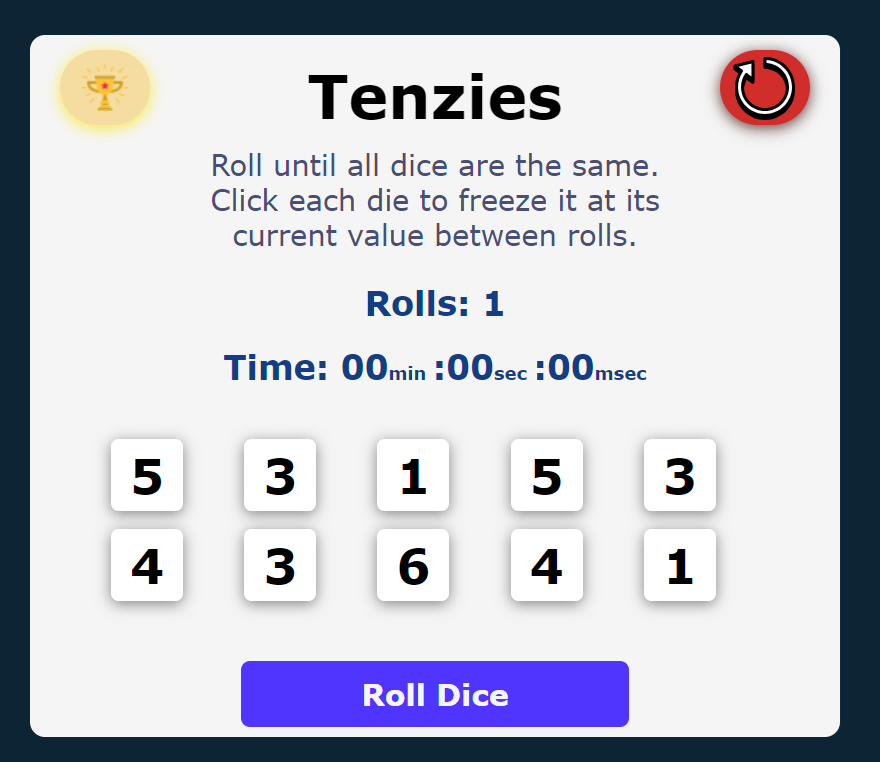 Tenzies
Roll until all dice are the same.
Click each die to freeze it at its
current value between rolls.
Rolls: 1
Time: 00min :00sec :00msec
5 3 1 5 3
4 3 6 4 1
Roll Dice